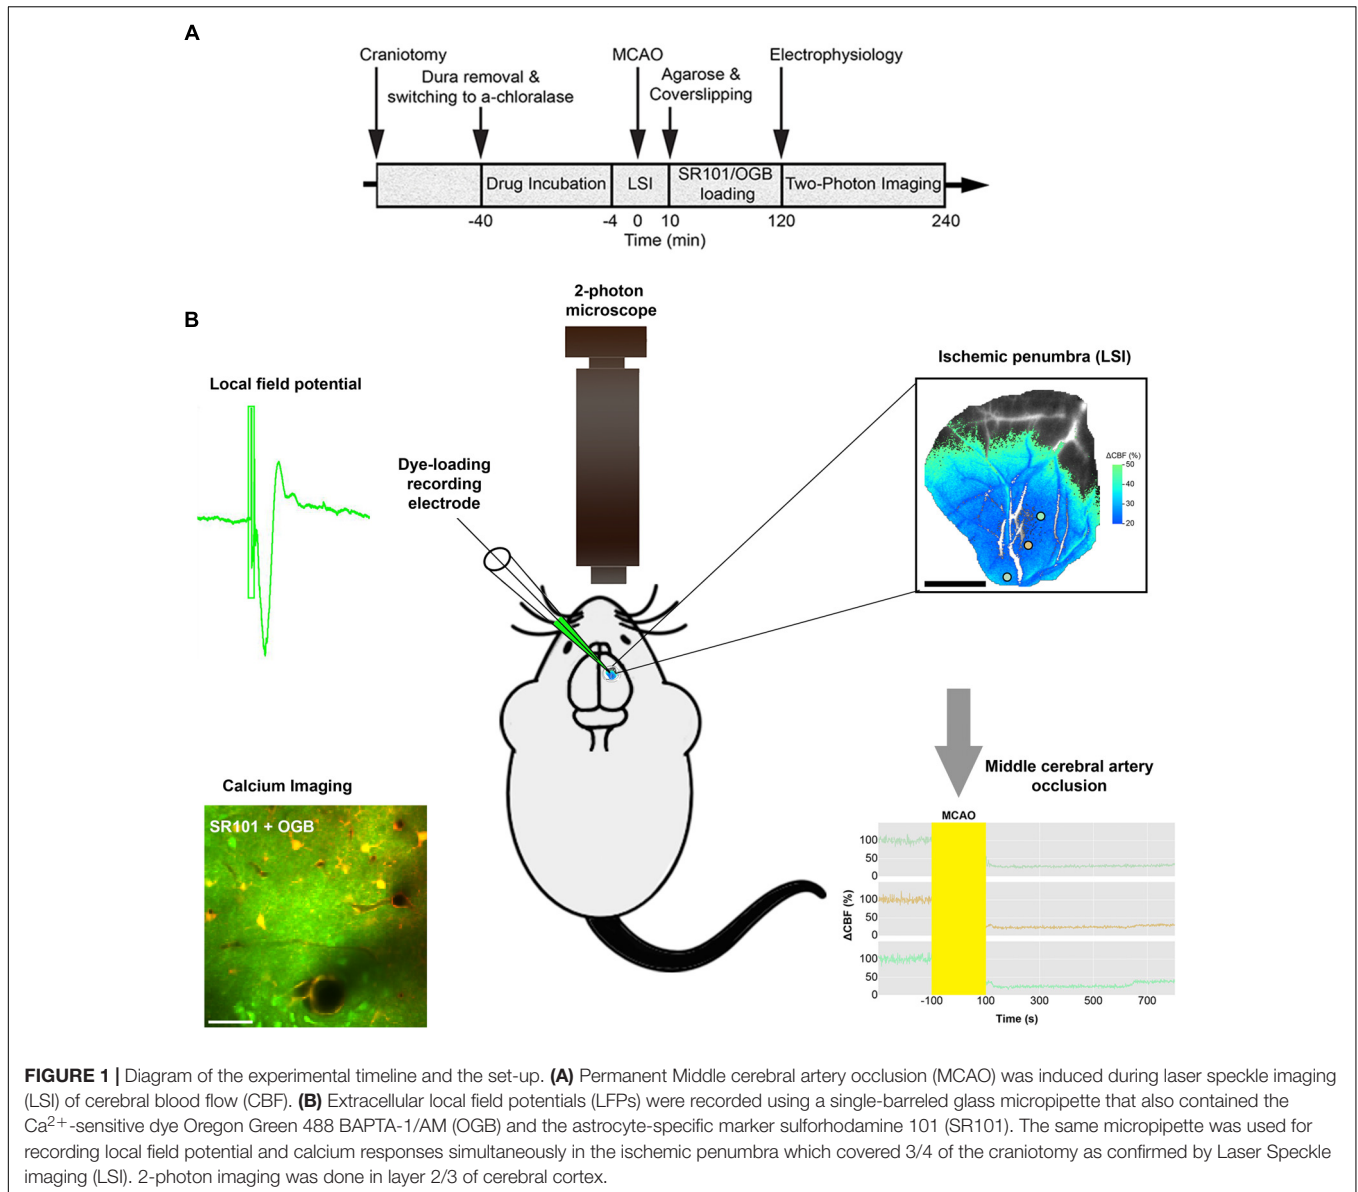 A
Craniotomy
MCAO
Electrophysiology
Dura removal &
switching to a-chloralase
Agarose &
Coverslipping
Drug Incubation
LSI
SR101/OGB
loading
Two-Photon Imaging
-40
-4
0
10
120
240
Time (min)
B
2-photon
microscope
Local field potential
Dye-loading
recording
electrode
Ischemic penumbra (LSI)
ΔCBF (%)
50
40
30
20
Calcium Imaging
SR101 + OGB
Middle cerebral artery
occlusion
MCAO
100
50
0
100
50
0
100
50
0
ΔCBF (%)
-100
100
300
500
700
Time (s)
FIGURE 1 | Diagram of the experimental timeline and the set-up. (A) Permanent Middle cerebral artery occlusion (MCAO) was induced during laser speckle imaging
(LSI) of cerebral blood flow (CBF). (B) Extracellular local field potentials (LFPs) were recorded using a single-barreled glass micropipette that also contained the
Ca²⁺-sensitive dye Oregon Green 488 BAPTA-1/AM (OGB) and the astrocyte-specific marker sulforhodamine 101 (SR101). The same micropipette was used for
recording local field potential and calcium responses simultaneously in the ischemic penumbra which covered 3/4 of the craniotomy as confirmed by Laser Speckle
imaging (LSI). 2-photon imaging was done in layer 2/3 of cerebral cortex.